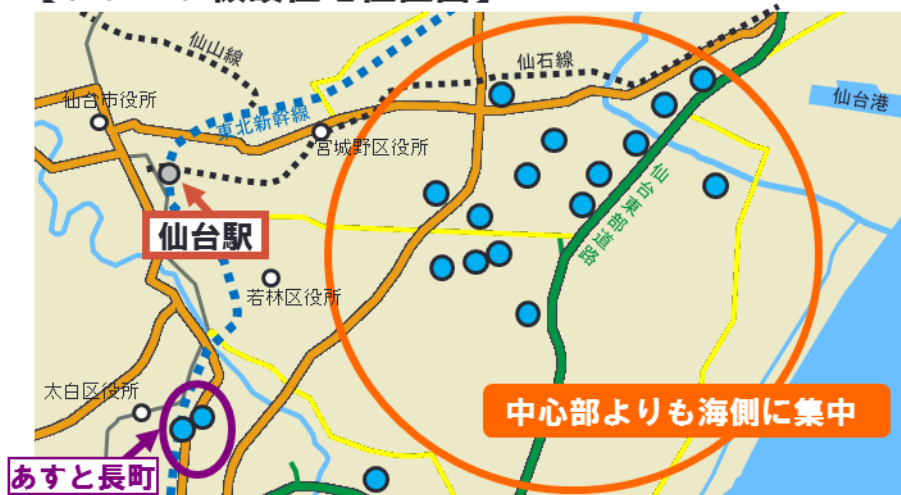 仙山線
仙石線
仙台市役所
東北新幹線
宮城野区役所
仙台港
仙台駅
仙台東部道路
若林区役所
太白区役所
中心部よりも海側に集中
あすと長町